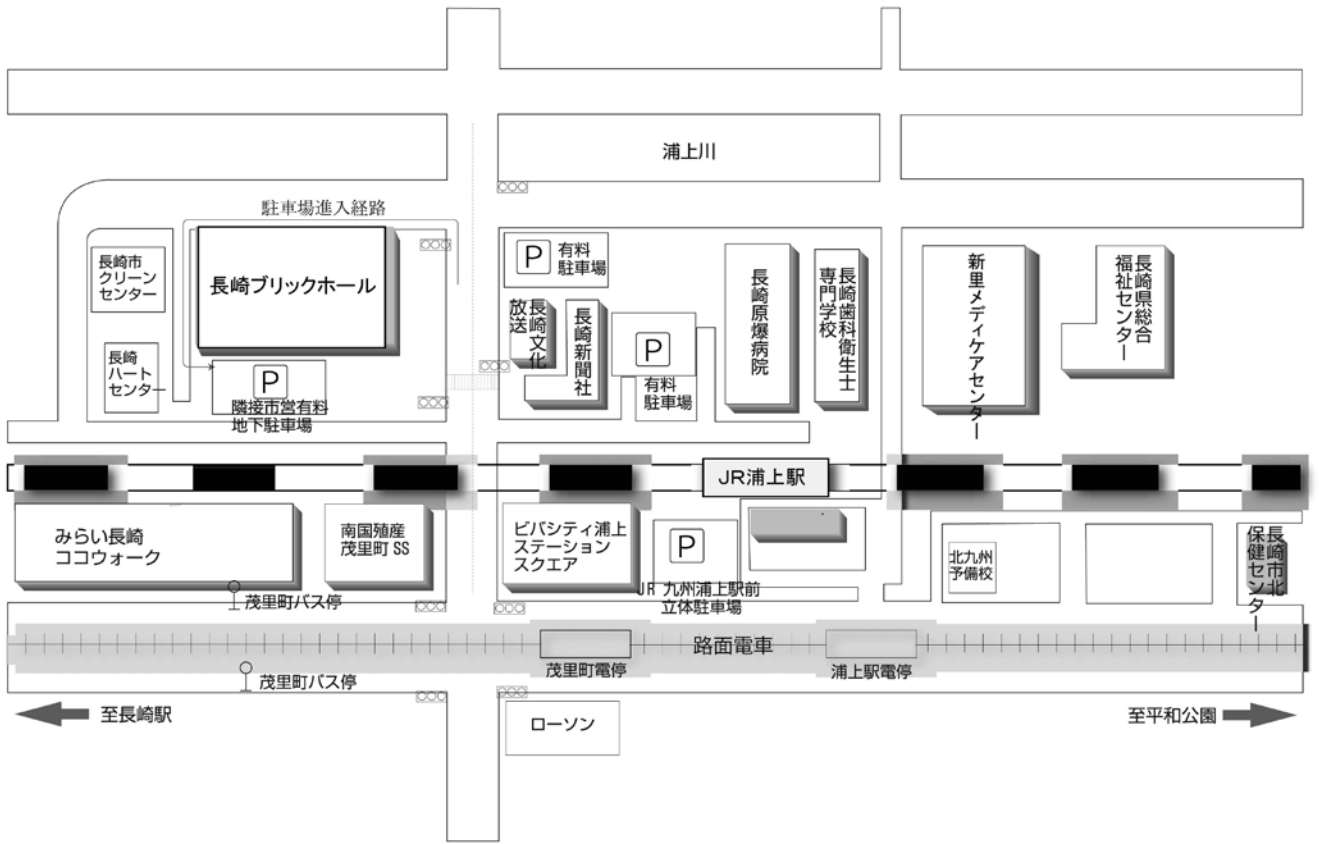 浦上川
駐車場進入経路
長崎市
クリーン
センター
長崎ブリックホール
P
有料
駐車場
長崎文化
放送
長崎新聞社
P
有料
駐車場
長崎原爆病院
長崎歯科衛生士
専門学校
新里メディケアセンター
長崎県総合
福祉センター
長崎
ハート
センター
P
隣接市営有料
地下駐車場
JR浦上駅
みらい長崎
ココウォーク
南国殖産
茂里町 SS
ビバシティ浦上
ステーション
スクエア
P
JR 九州浦上駅前
立体駐車場
北九州
予備校
長崎市北
保健センター
茂里町バス停
路面電車
茂里町電停
浦上駅電停
茂里町バス停
至長崎駅
ローソン
至平和公園